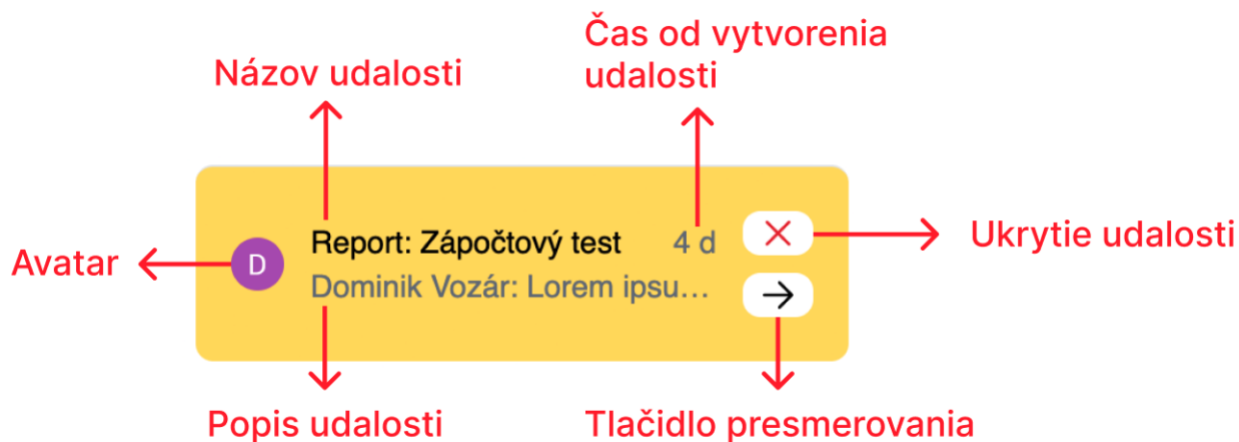 Čas od vytvorenia
udalosti
Názov udalosti
Report: Zápočtový test 4 d
Ukrytie udalosti
Avatar
D
Dominik Vozár: Lorem ipsu...
Popis udalosti
Tlačidlo presmerovania